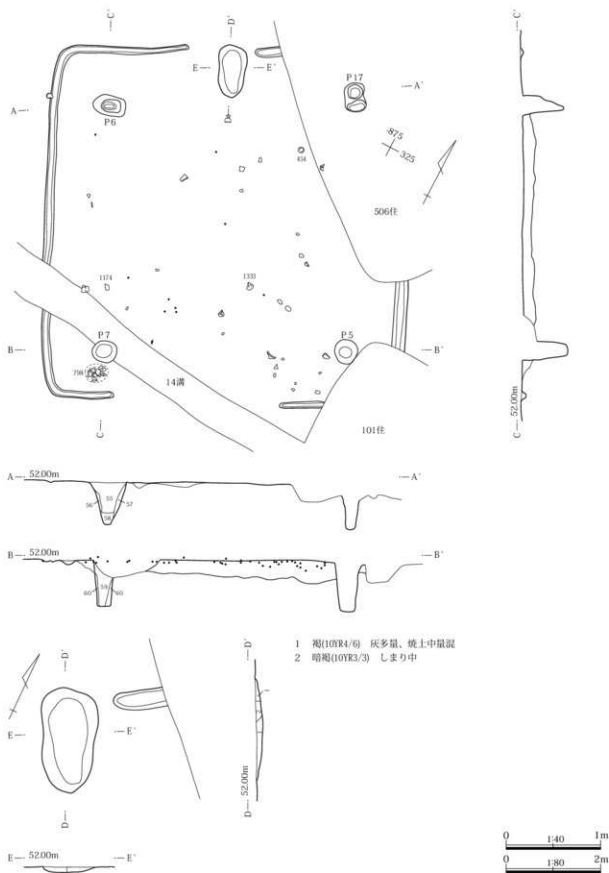 C'
D'
E
E'
D
P6
P17
A
A'
875
325
434
506住
1174
1333
B
P7
P5
B'
798
14溝
101住
C
C'
C
52.00m
A
52.00m
A'
55
56
57
58
B
52.00m
B'
59
60
60
1 褐(10YR4/6) 灰多量、焼土中量混
2 暗褐(10YR3/3) しまり中
D'
E
E'
D
D'
D
52.00m
E
52.00m
E'
0 1:40 1m
0 1:80 2m